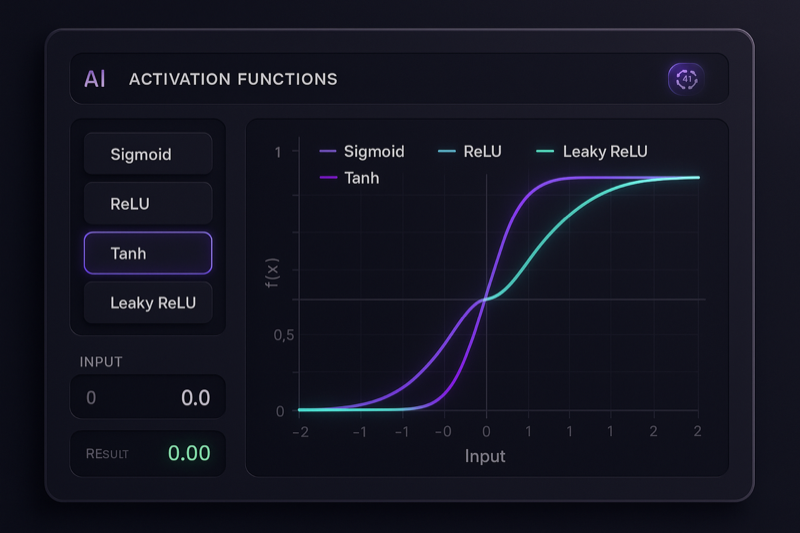 AI ACTIVATION FUNCTIONS 41
Sigmoid
ReLU
Tanh
Leaky ReLU
INPUT
0 0.0
RESULT 0.00
Sigmoid ReLU Leaky ReLU
Tanh
1
f(x)
0,5
0
−2 −1 −1 −0 0 1 1 1 2 2
Input